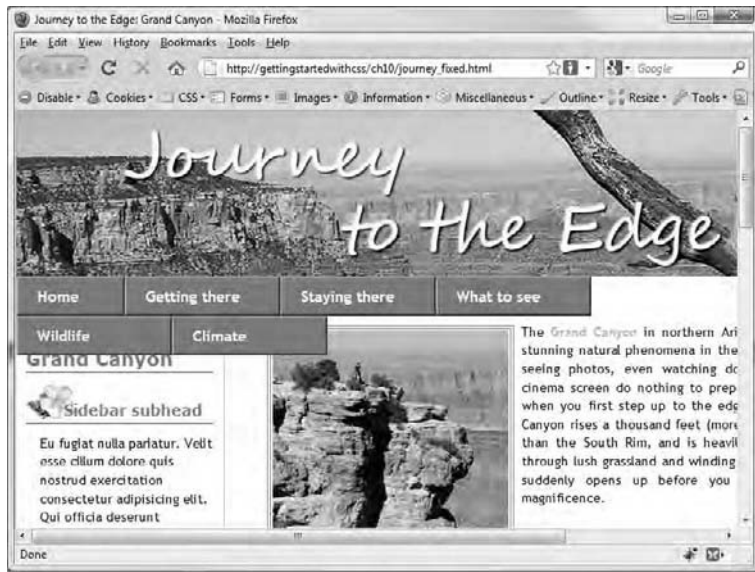 Journey to the Edge: Grand Canyon - Mozilla Firefox
File Edit View History Bookmarks Tools Help
http://gettingstartedwithcss/ch10/journey_fixed.html
Google
Disable Cookies CSS Forms Images Information Miscellaneous Outline Resize Tools
Journey
to the Edge
Home Getting there Staying there What to see
Wildlife Climate
Grand Canyon
Sidebar subhead
Eu fugiat nulla pariatur. Velit
esse cillum dolore quis
nostrud exercitation
consectetur adipisicing elit.
Qui officia deserunt
The Grand Canyon in northern Ari
stunning natural phenomena in the
seeing photos, even watching do
cinema screen do nothing to prep
when you first step up to the edg
Canyon rises a thousand feet (more
than the South Rim, and is heavil
through lush grassland and winding
suddenly opens up before you
magnificence.
Done